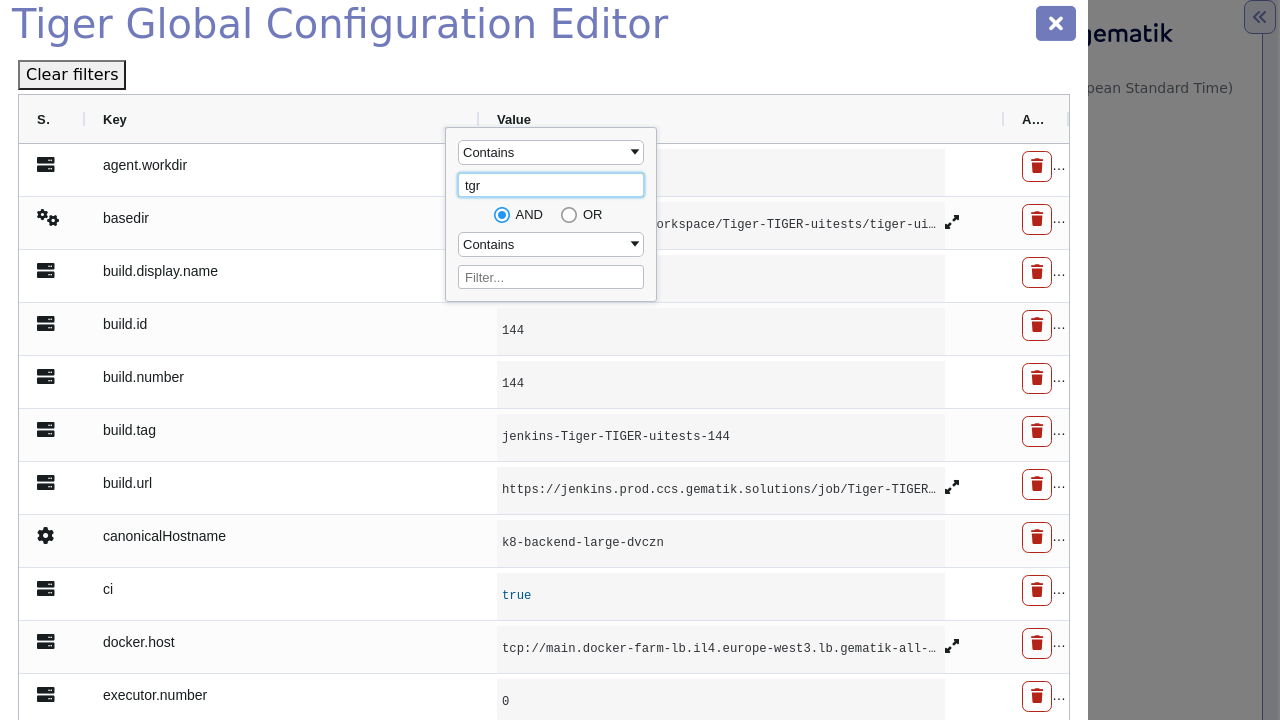 Tiger Global Configuration Editor
gematik
Clear filters
pean Standard Time)
S.
Key
Value
A…
Contains
tgr
AND
OR
Contains
Filter...
agent.workdir
…
basedir
orkspace/Tiger-TIGER-uitests/tiger-ui…
…
build.display.name
…
build.id
144
…
build.number
144
…
build.tag
jenkins-Tiger-TIGER-uitests-144
…
build.url
https://jenkins.prod.ccs.gematik.solutions/job/Tiger-TIGER…
…
canonicalHostname
k8-backend-large-dvczn
…
ci
true
…
docker.host
tcp://main.docker-farm-lb.il4.europe-west3.lb.gematik-all-…
…
executor.number
0
…